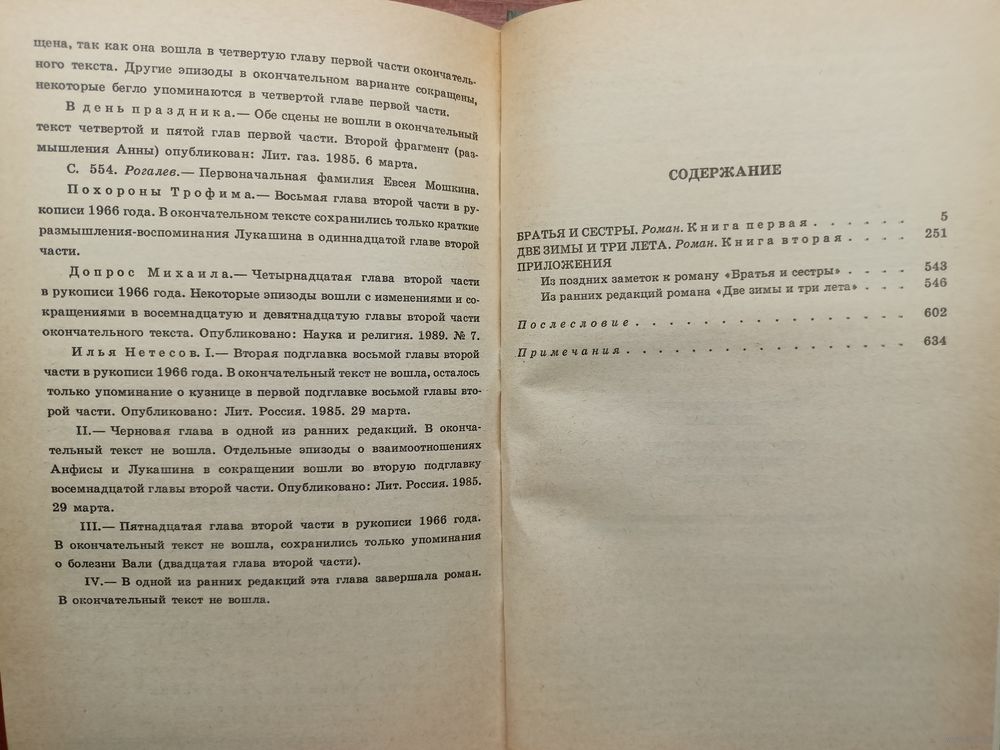 щена, так как она вошла в четвертую главу первой части окончатель-
ного текста. Другие эпизоды в окончательном варианте сокращены,
некоторые бегло упоминаются в четвертой главе первой части.
В день праздника.— Обе сцены не вошли в окончательный
текст четвертой и пятой глав первой части. Второй фрагмент (раз-
мышления Анны) опубликован: Лит. газ. 1985. 6 марта.
С. 554. Рогалев.— Первоначальная фамилия Евсея Мошкина.
Похороны Трофима.— Восьмая глава второй части в ру-
кописи 1966 года. В окончательном тексте сохранились только краткие
размышления-воспоминания Лукашина в одиннадцатой главе второй
части.
Допрос Михаила.— Четырнадцатая глава второй части
в рукописи 1966 года. Некоторые эпизоды вошли с изменениями и со-
кращениями в восемнадцатую и девятнадцатую главы второй части
окончательного текста. Опубликовано: Наука и религия. 1989. № 7.
Илья Нетесов. I.— Вторая подглавка восьмой главы второй
части в рукописи 1966 года. В окончательный текст не вошла, осталось
только упоминание о кузнице в первой подглавке восьмой главы вто-
рой части. Опубликовано: Лит. Россия. 1985. 29 марта.
II.— Черновая глава в одной из ранних редакций. В оконча-
тельный текст не вошла. Отдельные эпизоды о взаимоотношениях
Анфисы и Лукашина в сокращении вошли во вторую подглавку
восемнадцатой главы второй части. Опубликовано: Лит. Россия. 1985.
29 марта.
III.— Пятнадцатая глава второй части в рукописи 1966 года.
В окончательный текст не вошла, сохранились только упоминания
о болезни Вали (двадцатая глава второй части).
IV.— В одной из ранних редакций эта глава завершала роман.
В окончательный текст не вошла.
СОДЕРЖАНИЕ
БРАТЬЯ И СЕСТРЫ. Роман. Книга первая . . . . . . 5
ДВЕ ЗИМЫ И ТРИ ЛЕТА. Роман. Книга вторая . . . . 251
ПРИЛОЖЕНИЯ
Из поздних заметок к роману «Братья и сестры» . . . . 543
Из ранних редакций романа «Две зимы и три лета» . . . 546
Послесловие . . . . . . . . . . . . . . . . 602
Примечания . . . . . . . . . . . . . . . . 634